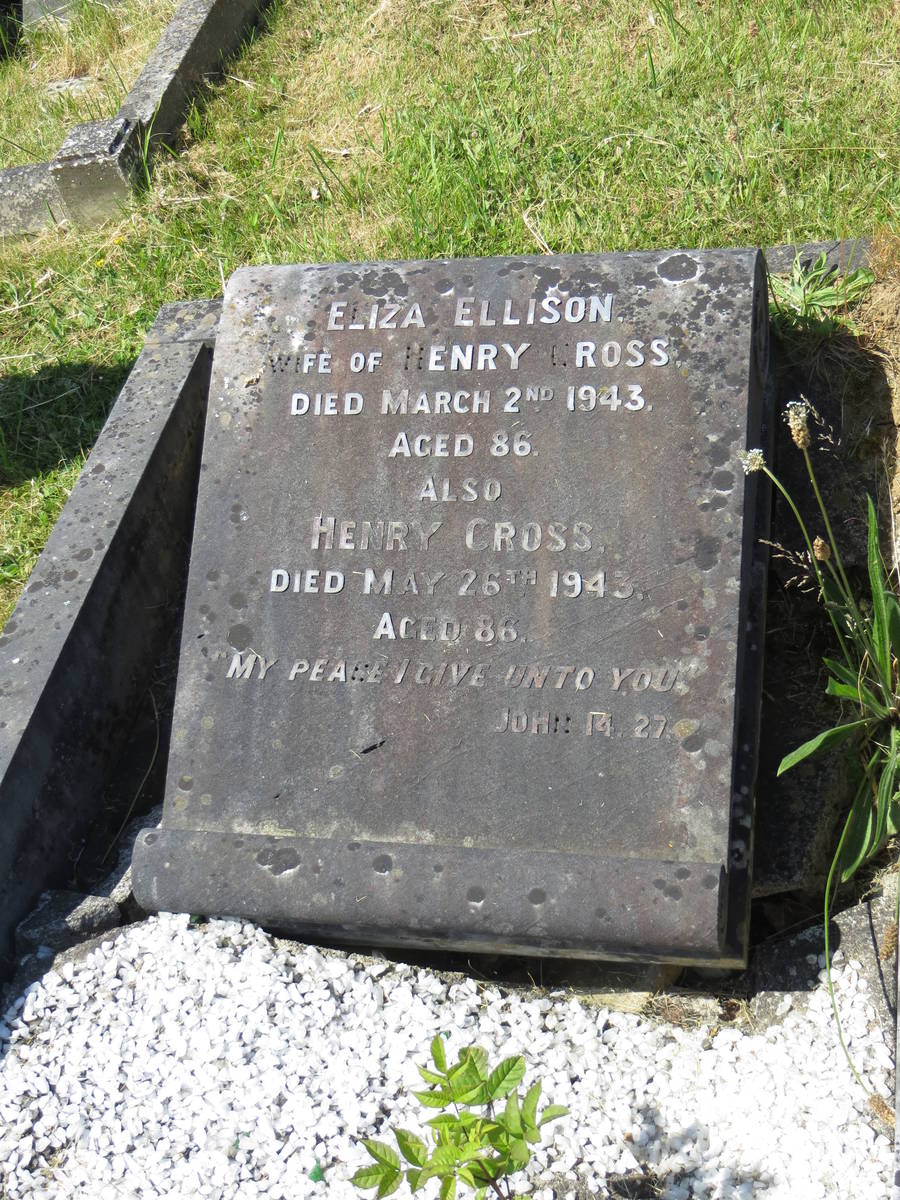 ELIZA ELLISON.
WIFE OF HENRY CROSS,
DIED MARCH 2ND 1943.
AGED 86.
ALSO
HENRY CROSS,
DIED MAY 26TH 1943.
AGED 86.
"MY PEACE I GIVE UNTO YOU"
JOHN 14. 27.